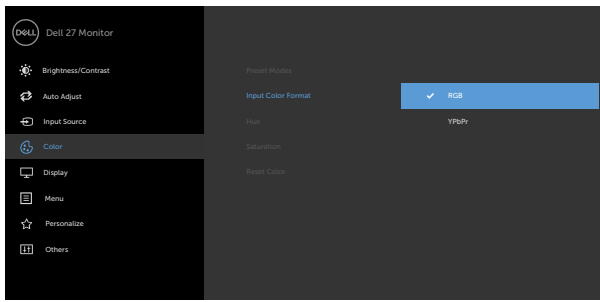 DELL
Dell 27 Monitor
Brightness/Contrast
Auto Adjust
Input Source
Color
Display
Menu
Personalize
Others
Preset Modes
Input Color Format
Hue
Saturation
Reset Color
RGB
YPbPr